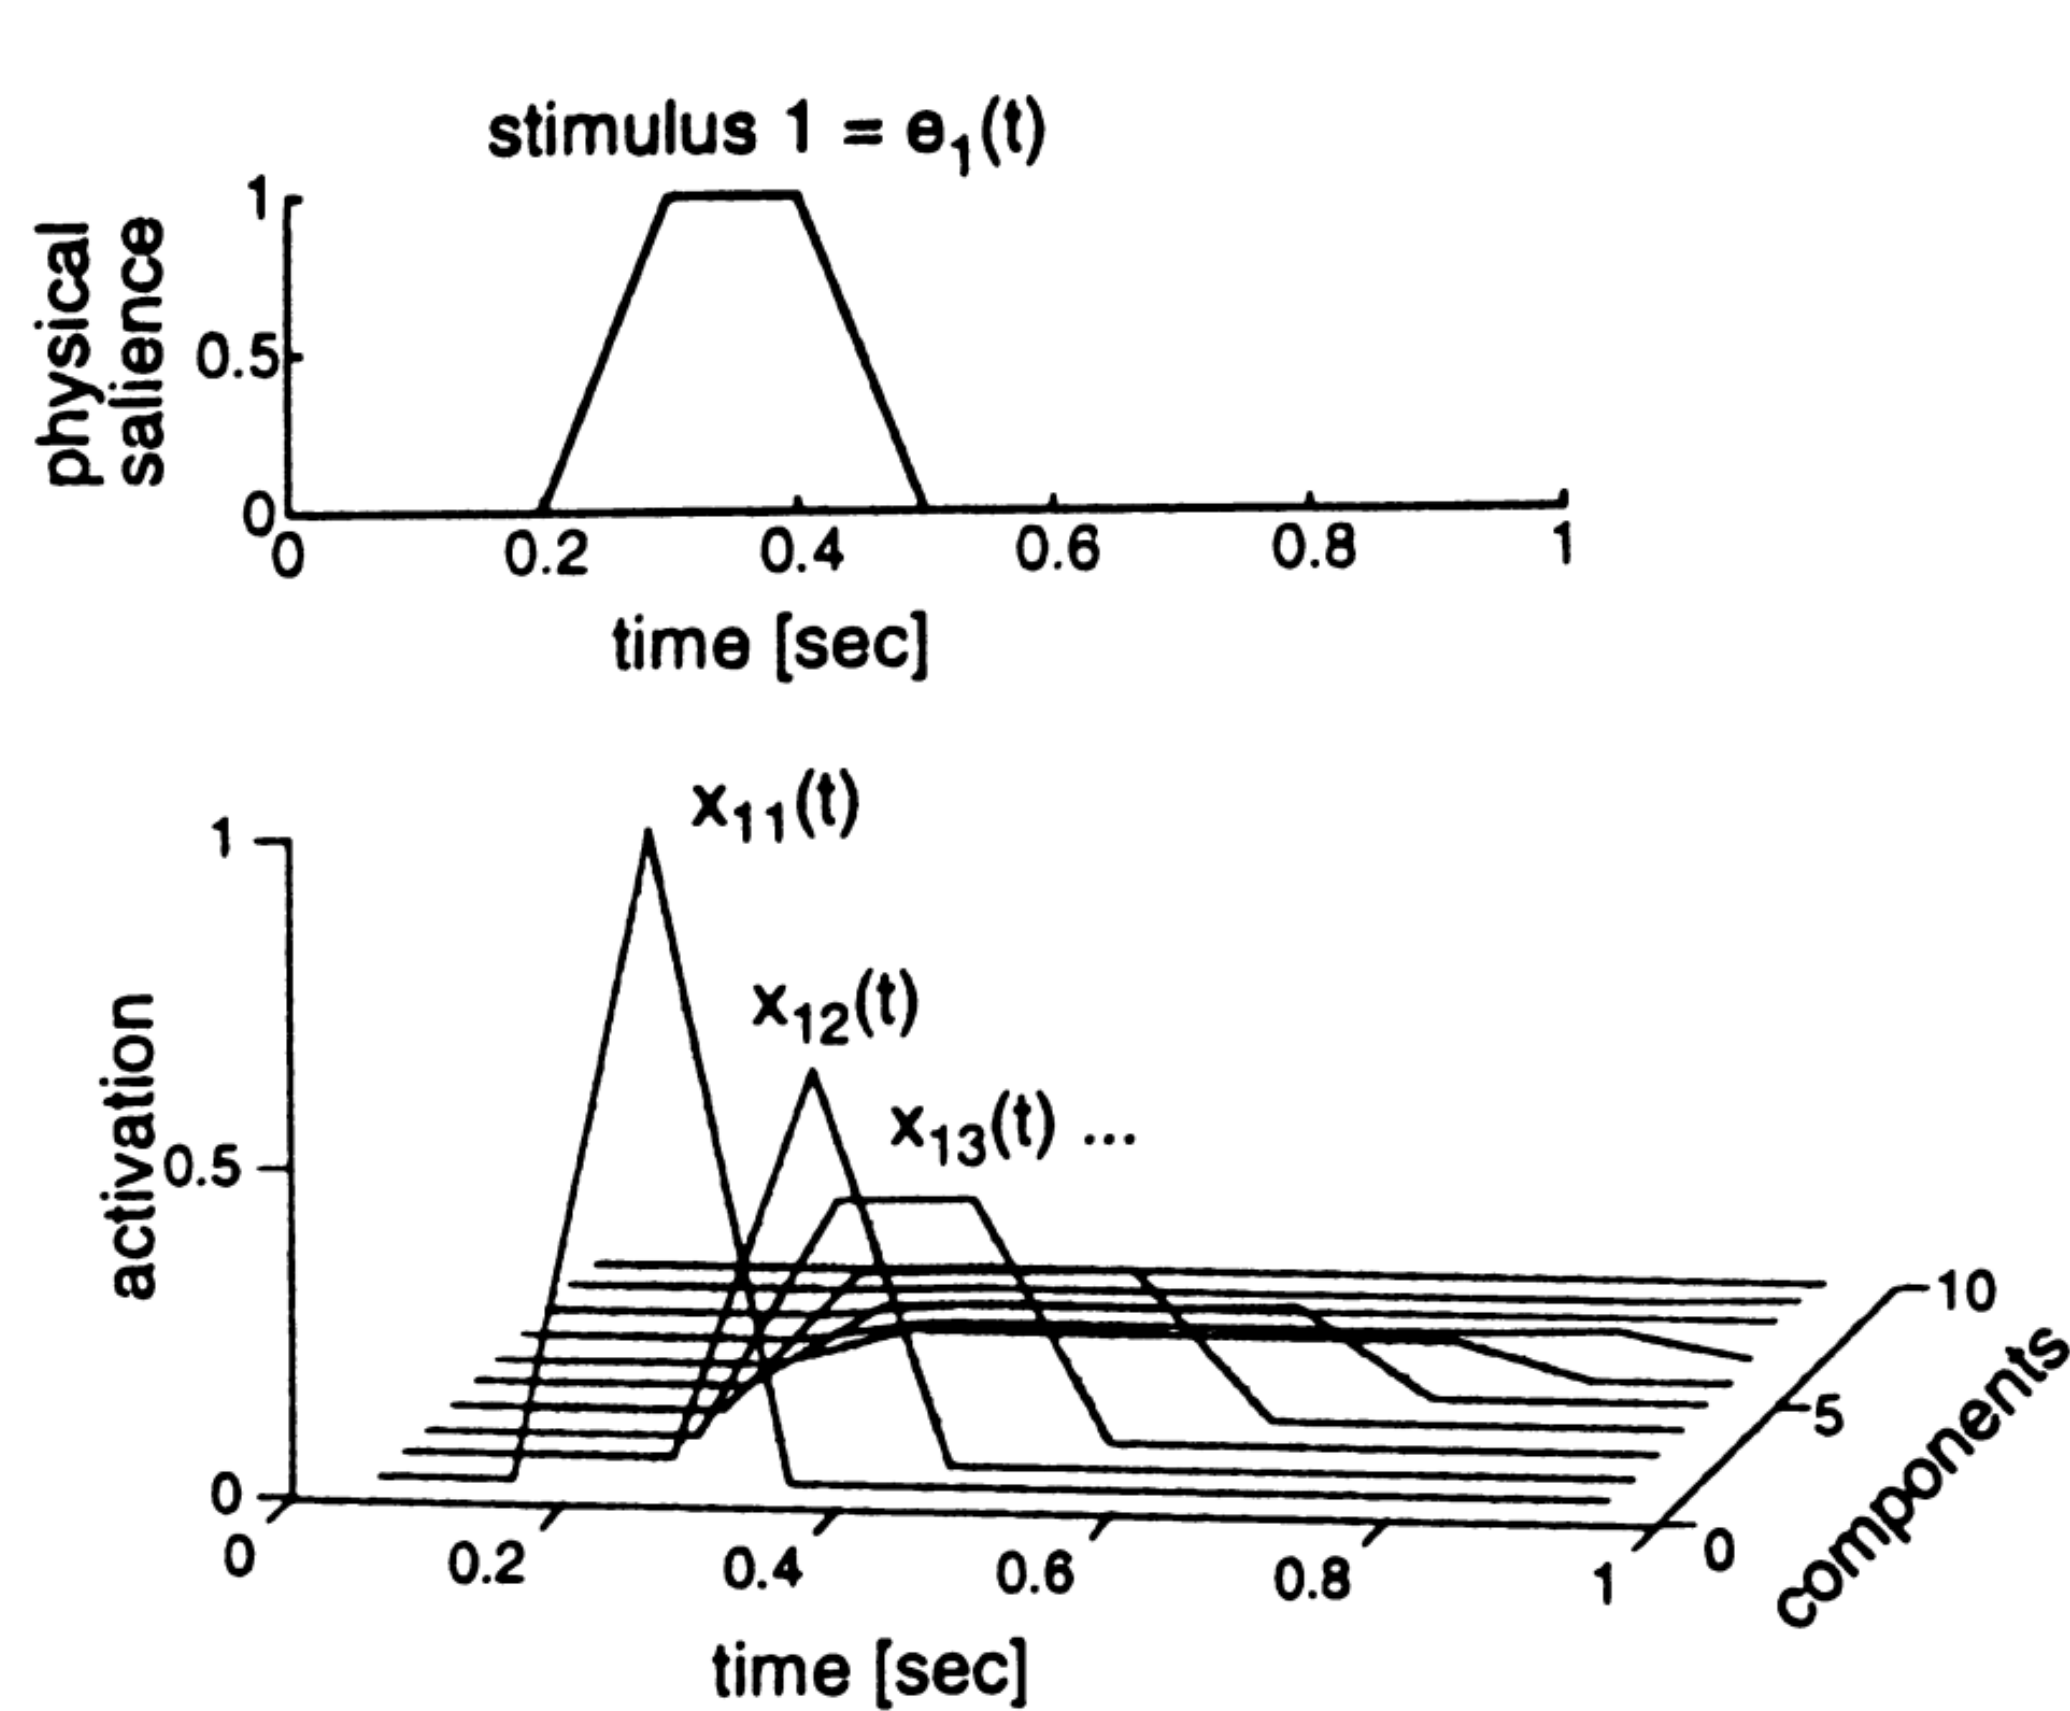 stimulus 1 = e1(t)
physical
salience
1
0.5
0
0 0.2 0.4 0.6 0.8 1
time [sec]
x11(t)
x12(t)
x13(t) ...
activation
1
0.5
0
0 0.2 0.4 0.6 0.8 1
time [sec]
10
5
0
components